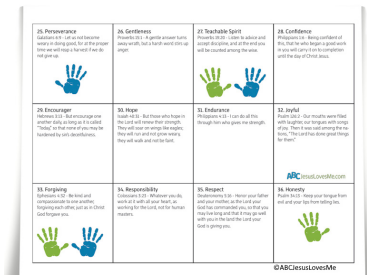 25. Perseverance
Galatians 6:9 - Let us not become
weary in doing good, for at the proper
time we will reap a harvest if we do
not give up.
26. Gentleness
Proverbs 15:1 - A gentle answer turns
away wrath, but a harsh word stirs up
anger.
27. Teachable Spirit
Proverbs 19:20 - Listen to advice and
accept discipline, and at the end you
will be counted among the wise.
28. Confidence
Philippians 1:6 - Being confident of
this, that he who began a good work
in you will carry it on to completion
until the day of Christ Jesus.
29. Encourager
Hebrews 3:13 - But encourage one
another daily as long as it is called
"Today," so that none of you may be
hardened by sin's deceitfulness.
30. Hope
Isaiah 40:31 - But those who hope in
the Lord will renew their strength.
They will soar on wings like eagles;
they will run and not grow weary,
they will walk and not be faint.
31. Endurance
Philippians 4:13 - I can do all this
through him who gives me strength.
32. Joyful
Psalm 126:2 - Our mouths were filled
with laughter, our tongues with songs
of joy. Then it was said among the na-
tions, "The Lord has done great things
for them."
ABCJesusLovesMe.com
33. Forgiving
Ephesians 4:32 - Be kind and
compassionate to one another,
forgiving each other, just as in Christ
God forgave you.
34. Responsibility
Colossians 3:23 - Whatever you do,
work at it with all your heart, as
working for the Lord, not for human
masters.
35. Respect
Deuteronomy 5:16 - Honor your father
and your mother, as the Lord your
God has commanded you, so that you
may live long and that it may go well
with you in the land the Lord your
God is giving you.
36. Honesty
Psalm 34:13 - Keep your tongue from
evil and your lips from telling lies.
©ABCJesusLovesMe